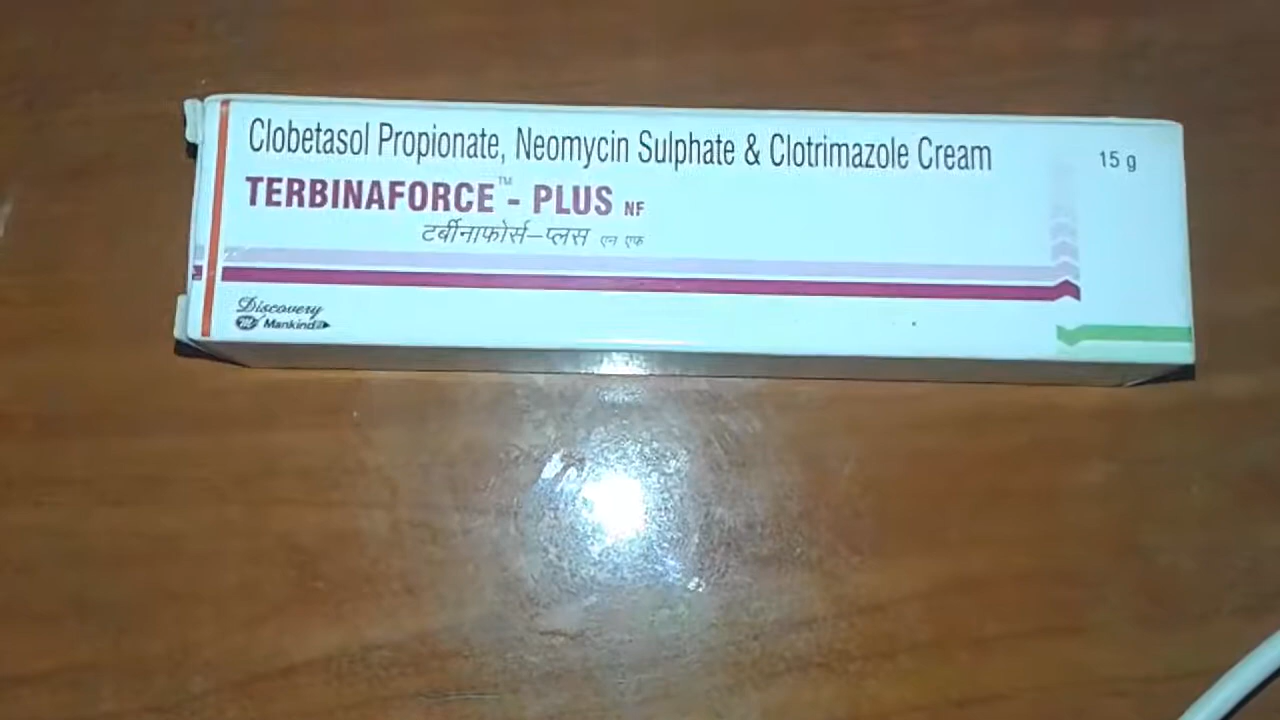 Clobetasol Propionate, Neomycin Sulphate & Clotrimazole Cream
15 g
TERBINAFORCE™- PLUS NF
टर्बीनाफोर्स–प्लस एन एफ
Discovery
Mankind